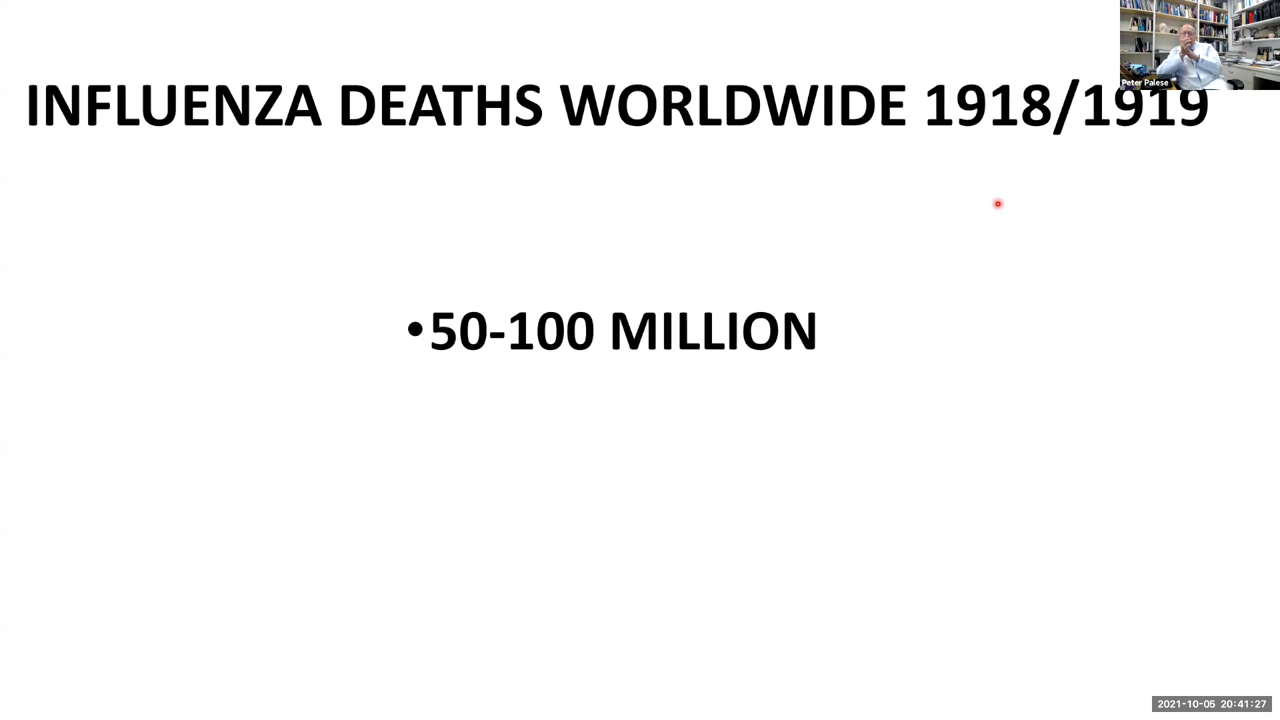 Peter Palese
INFLUENZA DEATHS WORLDWIDE 1918/1919
•50-100 MILLION
2021-10-05 20:41:27